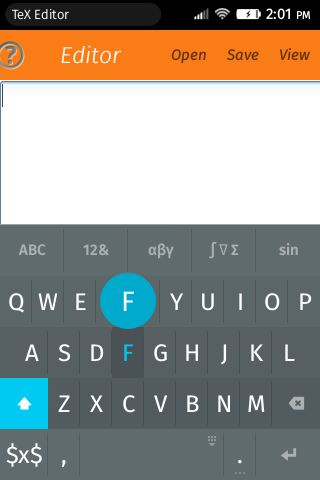 TeX Editor 2:01 PM
? Editor Open Save View
ABC 12& αβγ ∫∇Σ sin
Q W E F Y U I O P
A S D F G H J K L
Z X C V B N M
$x$ , .